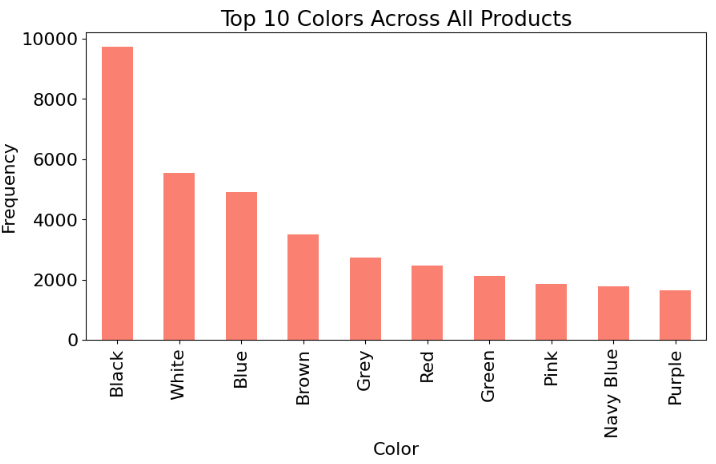 Top 10 Colors Across All Products
10000
8000
6000
4000
2000
0
Frequency
Black
White
Blue
Brown
Grey
Red
Green
Pink
Navy Blue
Purple
Color